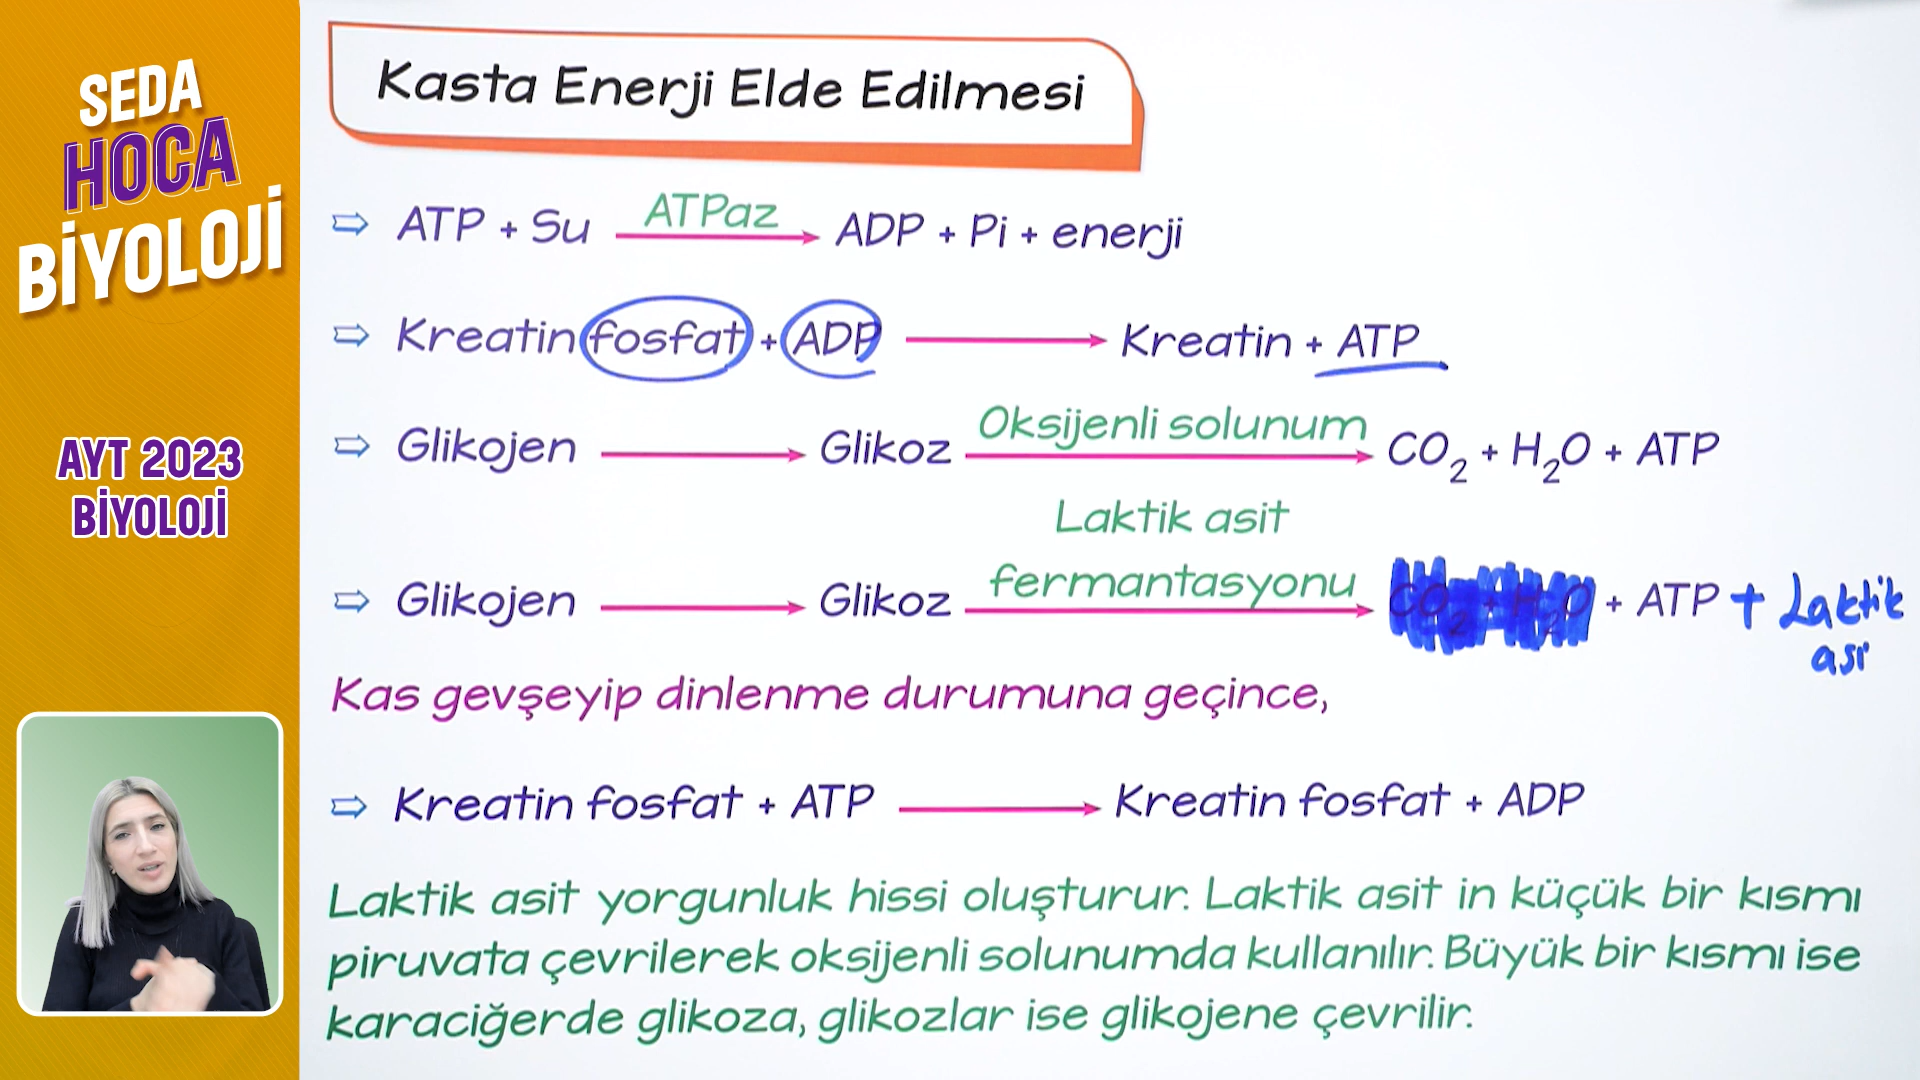 SEDA
HOCA
BİYOLOJİ
AYT 2023
BİYOLOJİ
Kasta Enerji Elde Edilmesi
⇨ ATP + Su ATPaz → ADP + Pi + enerji
⇨ Kreatin fosfat + ADP → Kreatin + ATP
⇨ Glikojen → Glikoz Oksijenli solunum → CO₂ + H₂O + ATP
Laktik asit
⇨ Glikojen → Glikoz fermantasyonu → CO₂ + H₂O + ATP + Laktik
asi
Kas gevşeyip dinlenme durumuna geçince,
⇨ Kreatin fosfat + ATP → Kreatin fosfat + ADP
Laktik asit yorgunluk hissi oluşturur. Laktik asit in küçük bir kısmı
piruvata çevrilerek oksijenli solunumda kullanılır. Büyük bir kısmı ise
karaciğerde glikoza, glikozlar ise glikojene çevrilir.